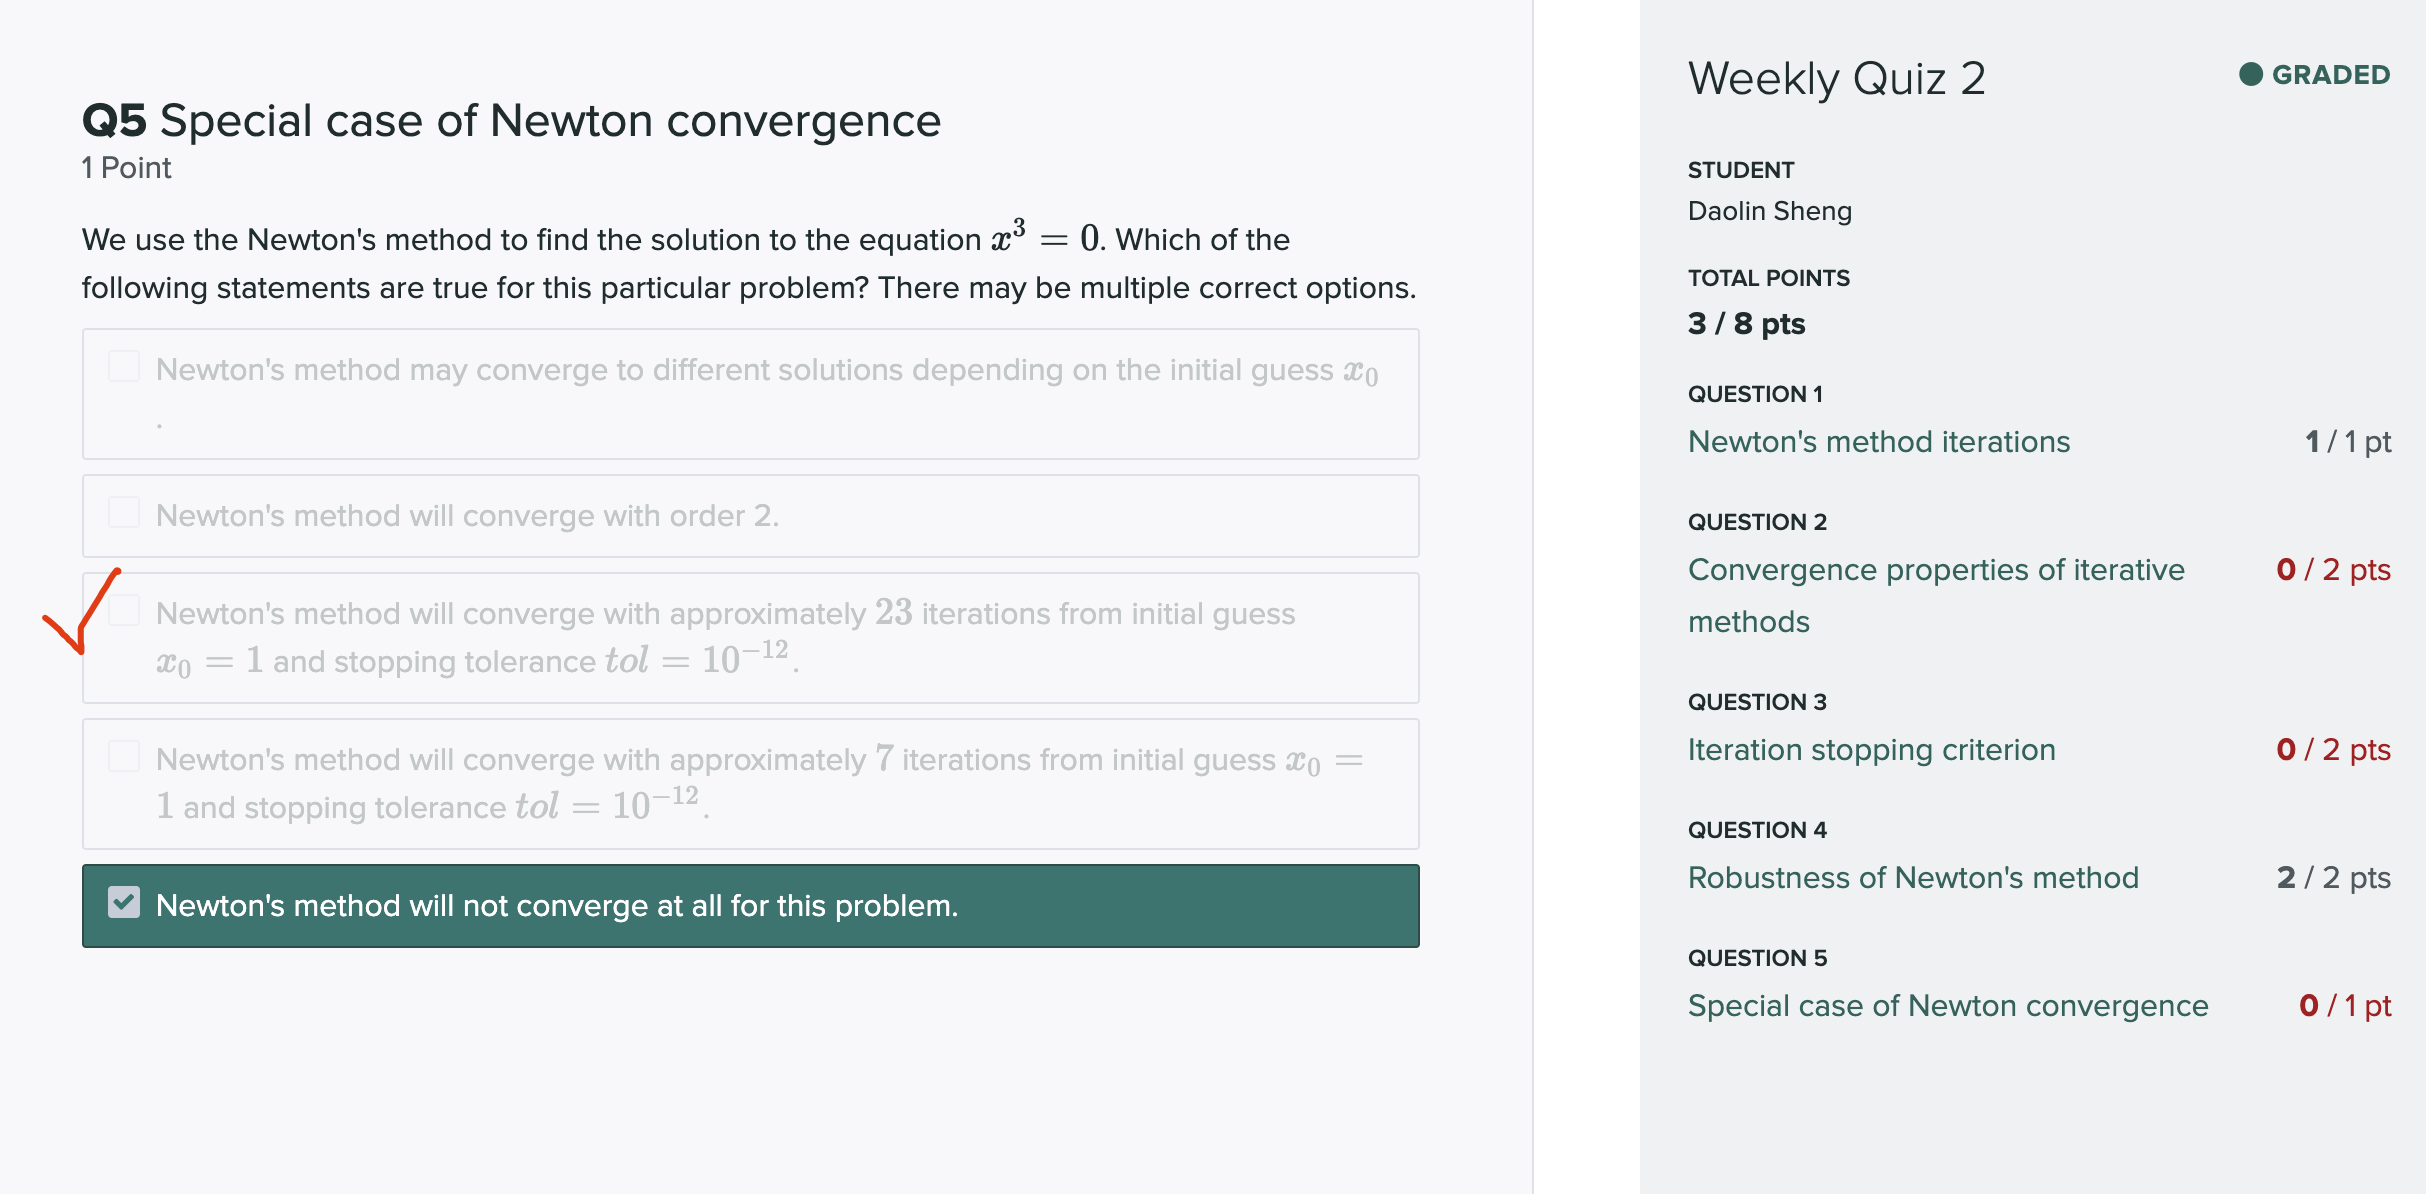 Q5 Special case of Newton convergence
1 Point
We use the Newton's method to find the solution to the equation x³ = 0. Which of the
following statements are true for this particular problem? There may be multiple correct options.
Newton's method may converge to different solutions depending on the initial guess x₀
.
Newton's method will converge with order 2.
Newton's method will converge with approximately 23 iterations from initial guess
x₀ = 1 and stopping tolerance tol = 10⁻¹².
Newton's method will converge with approximately 7 iterations from initial guess x₀ =
1 and stopping tolerance tol = 10⁻¹².
Newton's method will not converge at all for this problem.
Weekly Quiz 2
GRADED
STUDENT
Daolin Sheng
TOTAL POINTS
3 / 8 pts
QUESTION 1
Newton's method iterations 1 / 1 pt
QUESTION 2
Convergence properties of iterative 0 / 2 pts
methods
QUESTION 3
Iteration stopping criterion 0 / 2 pts
QUESTION 4
Robustness of Newton's method 2 / 2 pts
QUESTION 5
Special case of Newton convergence 0 / 1 pt